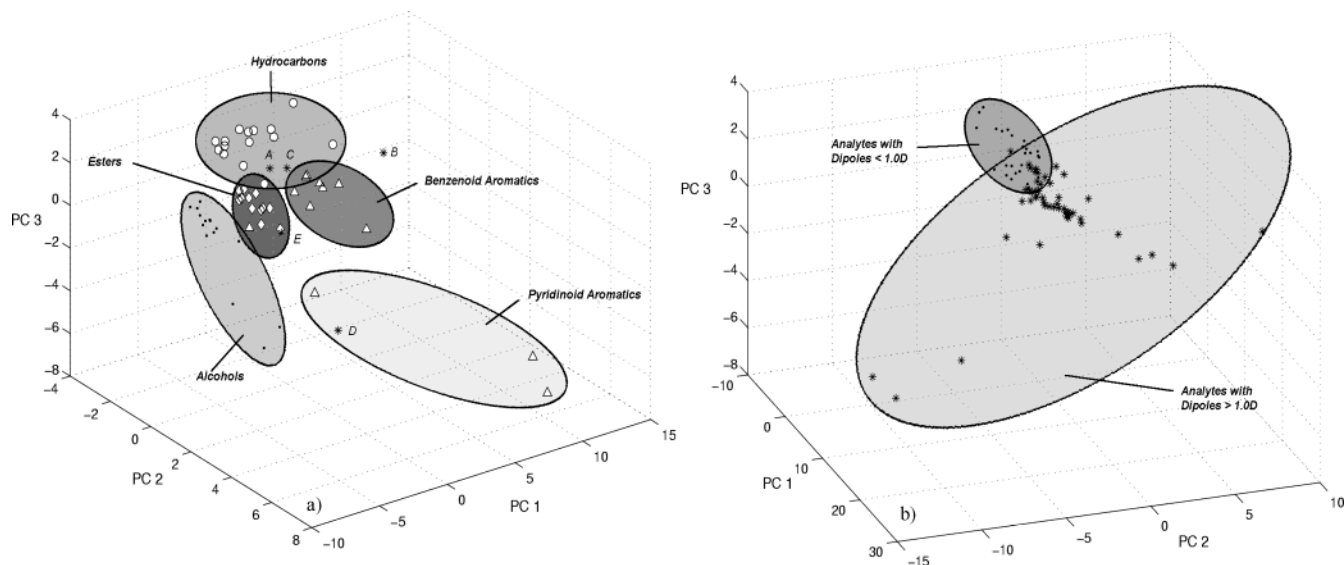 Hydrocarbons
4
2
0
−2
−4
−6
−8
PC 3
Esters
A
C
B
Benzenoid Aromatics
E
Pyridinoid Aromatics
D
Alcohols
−4
−2
0
2
4
6
8
PC 2
a)
−10
−5
0
5
10
15
PC 1
4
2
0
−2
−4
−6
−8
PC 3
Analytes with
Dipoles < 1.0D
Analytes with
Dipoles > 1.0D
−10
0
10
20
30
PC 1
b)
−15
−10
−5
0
5
10
PC 2